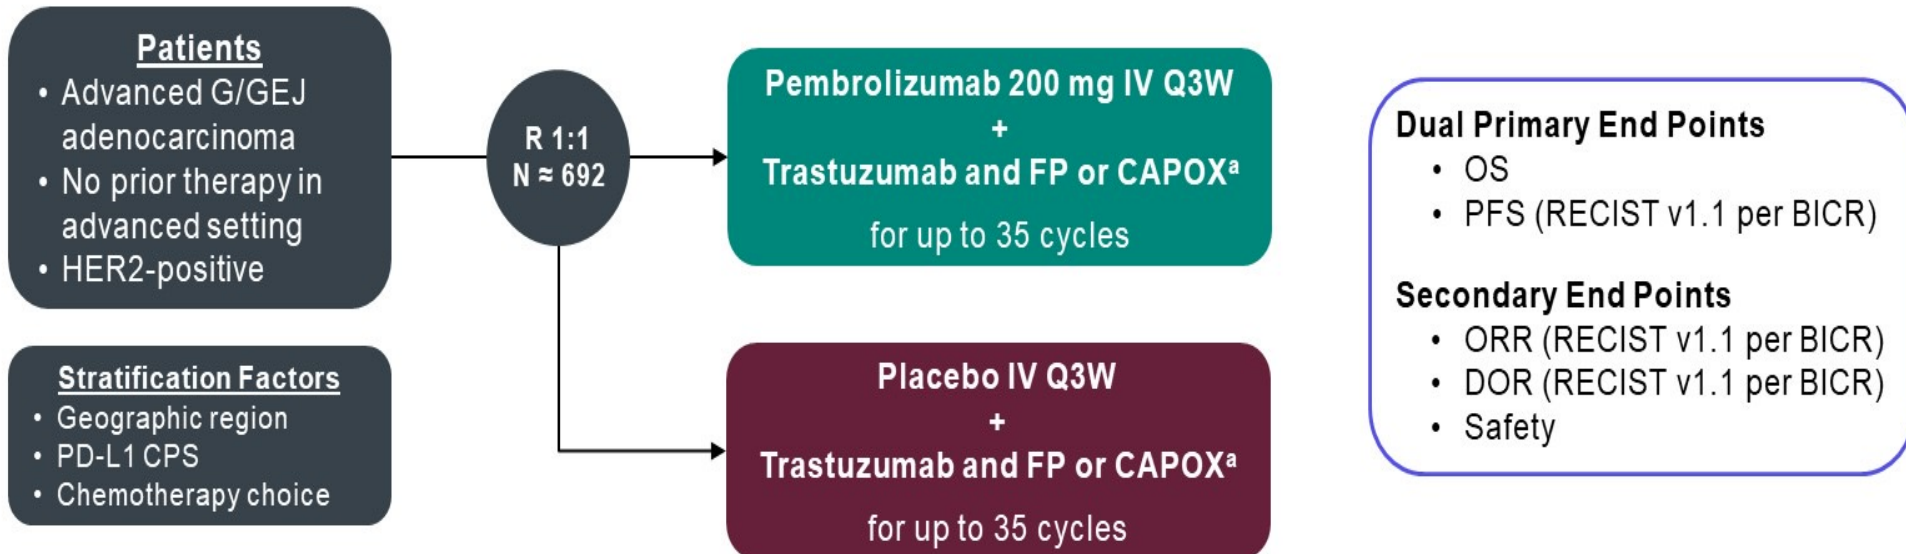 Patients
• Advanced G/GEJ
adenocarcinoma
• No prior therapy in
advanced setting
• HER2-positive
Stratification Factors
• Geographic region
• PD-L1 CPS
• Chemotherapy choice
R 1:1
N ≈ 692
Pembrolizumab 200 mg IV Q3W
+
Trastuzumab and FP or CAPOXᵃ
for up to 35 cycles
Placebo IV Q3W
+
Trastuzumab and FP or CAPOXᵃ
for up to 35 cycles
Dual Primary End Points
• OS
• PFS (RECIST v1.1 per BICR)
Secondary End Points
• ORR (RECIST v1.1 per BICR)
• DOR (RECIST v1.1 per BICR)
• Safety